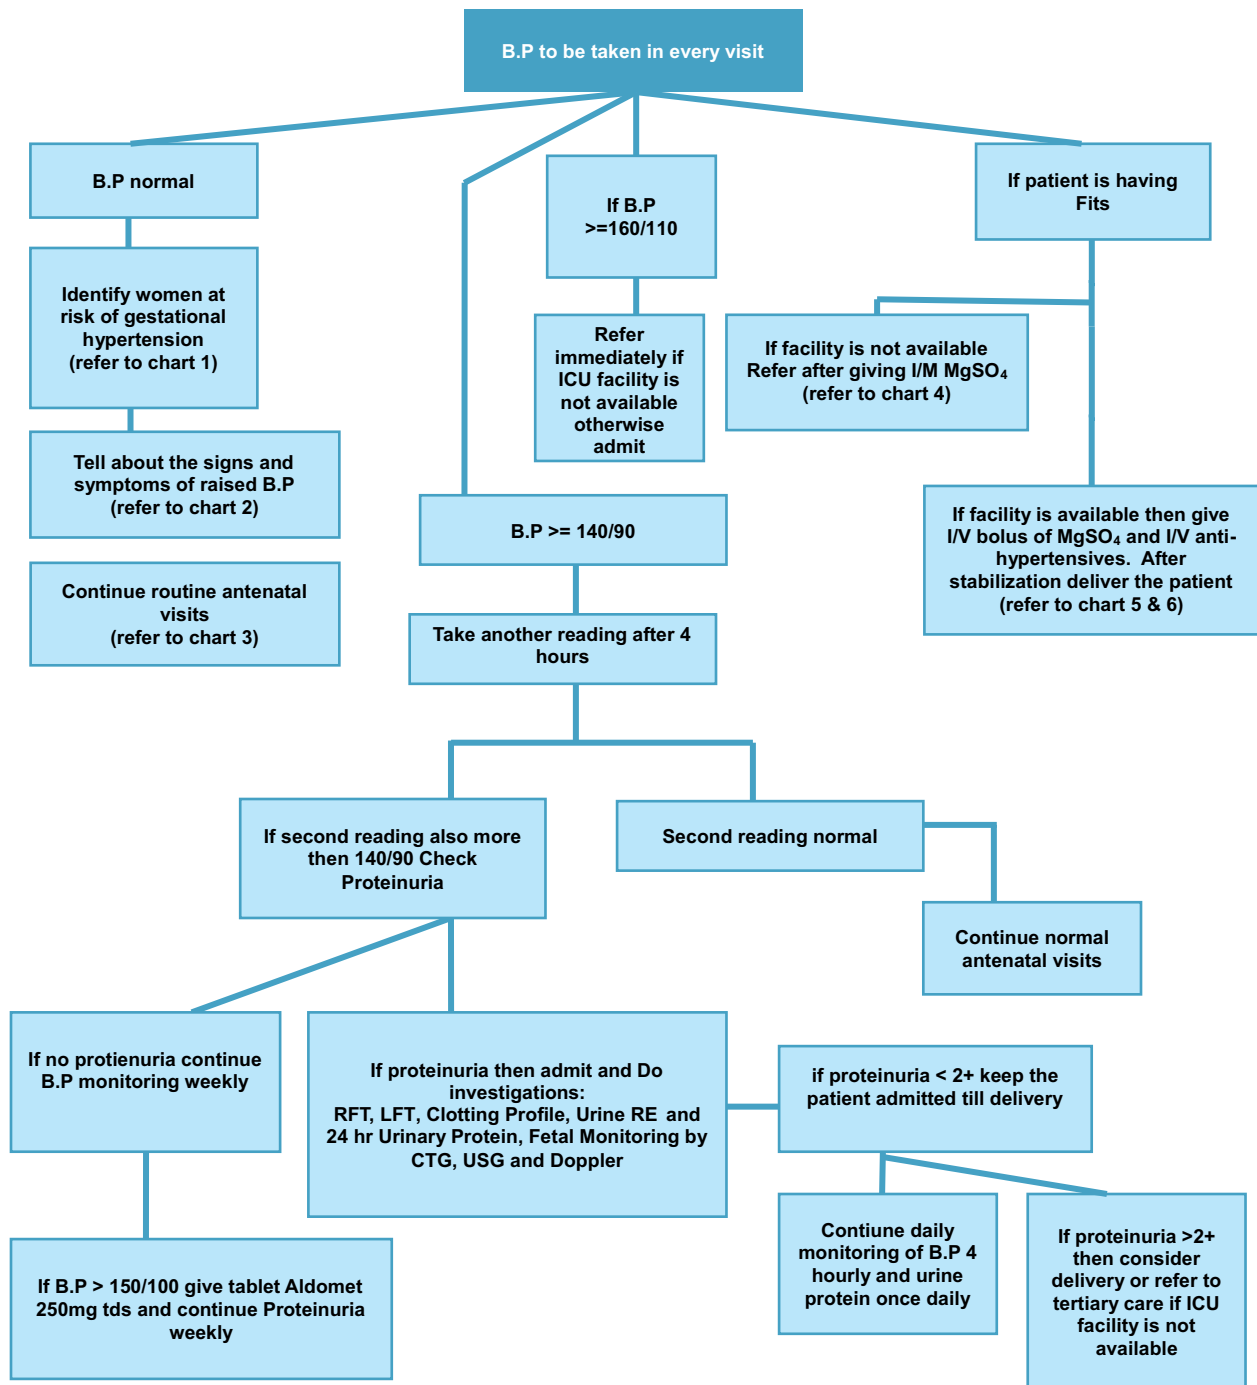 B.P to be taken in every visit
B.P normal
Identify women at
risk of gestational
hypertension
(refer to chart 1)
Tell about the signs and
symptoms of raised B.P
(refer to chart 2)
Continue routine antenatal
visits
(refer to chart 3)
If B.P
>=160/110
Refer
immediately if
ICU facility is
not available
otherwise
admit
If patient is having
Fits
If facility is not available
Refer after giving I/M MgSO₄
(refer to chart 4)
If facility is available then give
I/V bolus of MgSO₄ and I/V anti-
hypertensives. After
stabilization deliver the patient
(refer to chart 5 & 6)
B.P >= 140/90
Take another reading after 4
hours
If second reading also more
then 140/90 Check
Proteinuria
Second reading normal
Continue normal
antenatal visits
If no protienuria continue
B.P monitoring weekly
If B.P > 150/100 give tablet Aldomet
250mg tds and continue Proteinuria
weekly
If proteinuria then admit and Do
investigations:
RFT, LFT, Clotting Profile, Urine RE and
24 hr Urinary Protein, Fetal Monitoring by
CTG, USG and Doppler
if proteinuria < 2+ keep the
patient admitted till delivery
Contiune daily
monitoring of B.P 4
hourly and urine
protein once daily
If proteinuria >2+
then consider
delivery or refer to
tertiary care if ICU
facility is not
available